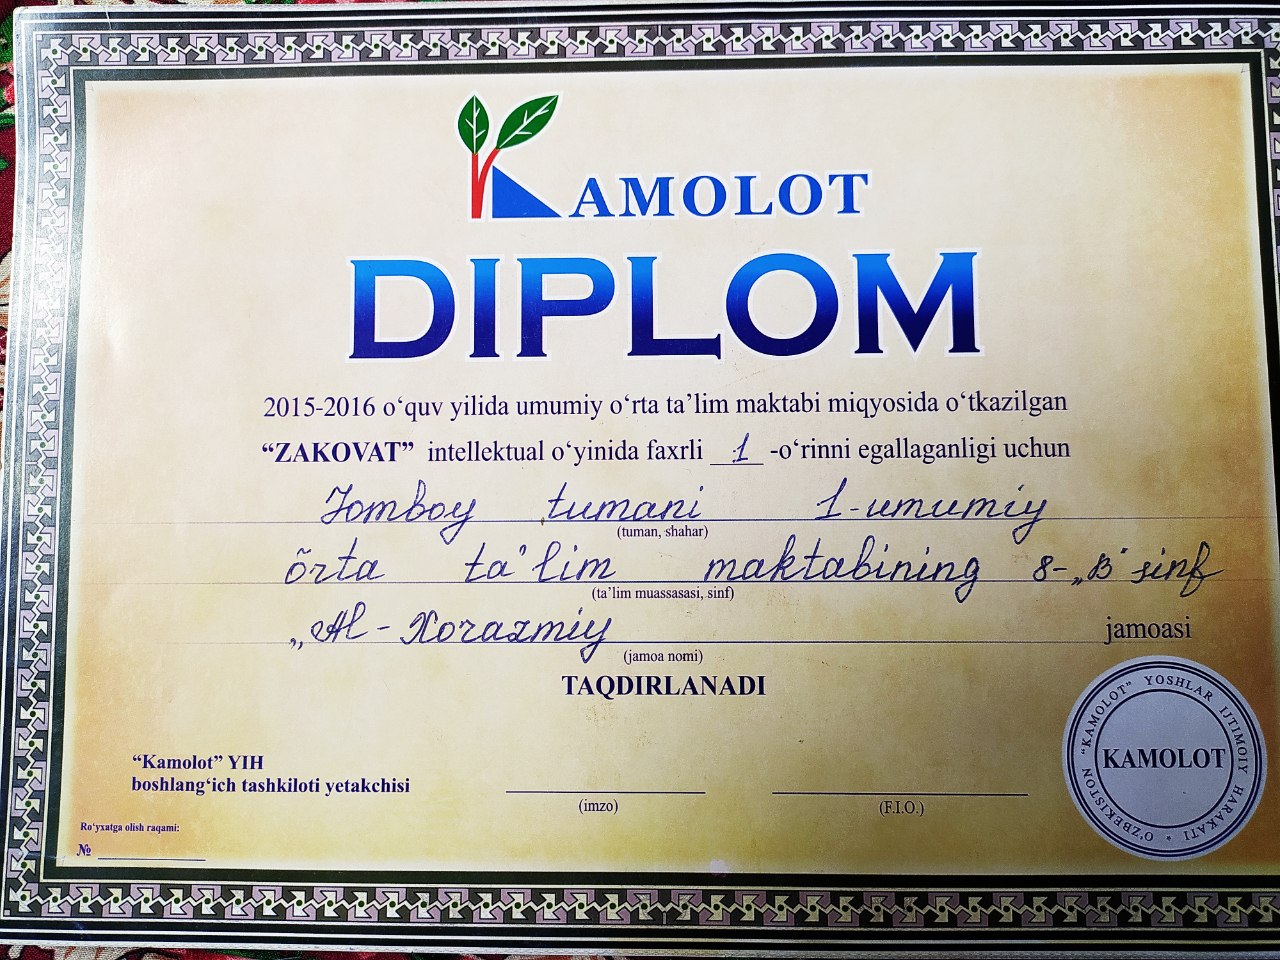 KAMOLOT
DIPLOM
2015-2016 o‘quv yilida umumiy o‘rta ta’lim maktabi miqyosida o‘tkazilgan
“ZAKOVAT” intellektual o‘yinida faxrli 1 -o‘rinni egallaganligi uchun
Jomboy tumani 1-umumiy
(tuman, shahar)
õrta ta’lim maktabining 8-„B“ sinf
(ta’lim muassasasi, sinf)
„Al-Xorazmiy jamoasi
(jamoa nomi)
TAQDIRLANADI
“Kamolot” YIH
boshlang‘ich tashkiloti yetakchisi
(imzo) (F.I.O.)
Ro‘yxatga olish raqami:
№
O‘ZBEKISTON “KAMOLOT” YOSHLAR IJTIMOIY HARAKATI *
KAMOLOT